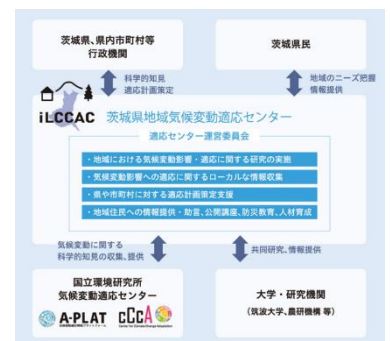 茨城県、県内市町村等
行政機関
茨城県民
科学的知見
適応計画策定
地域のニーズ把握
情報提供
iLCCAC
茨城県地域気候変動適応センター
適応センター運営委員会
・地域における気候変動影響・適応に関する研究の実施
・気候変動影響への適応に関するローカルな情報収集
・県や市町村に対する適応計画策定支援
・地域住民への情報提供・助言、公開講座、防災教育、人材育成
気候変動に関する
科学的知見の収集、提供
共同研究、情報提供
国立環境研究所
気候変動適応センター
A-PLAT
CCCA
Center for Climate Change Adaptation
大学・研究機関
（筑波大学、農研機構 等）